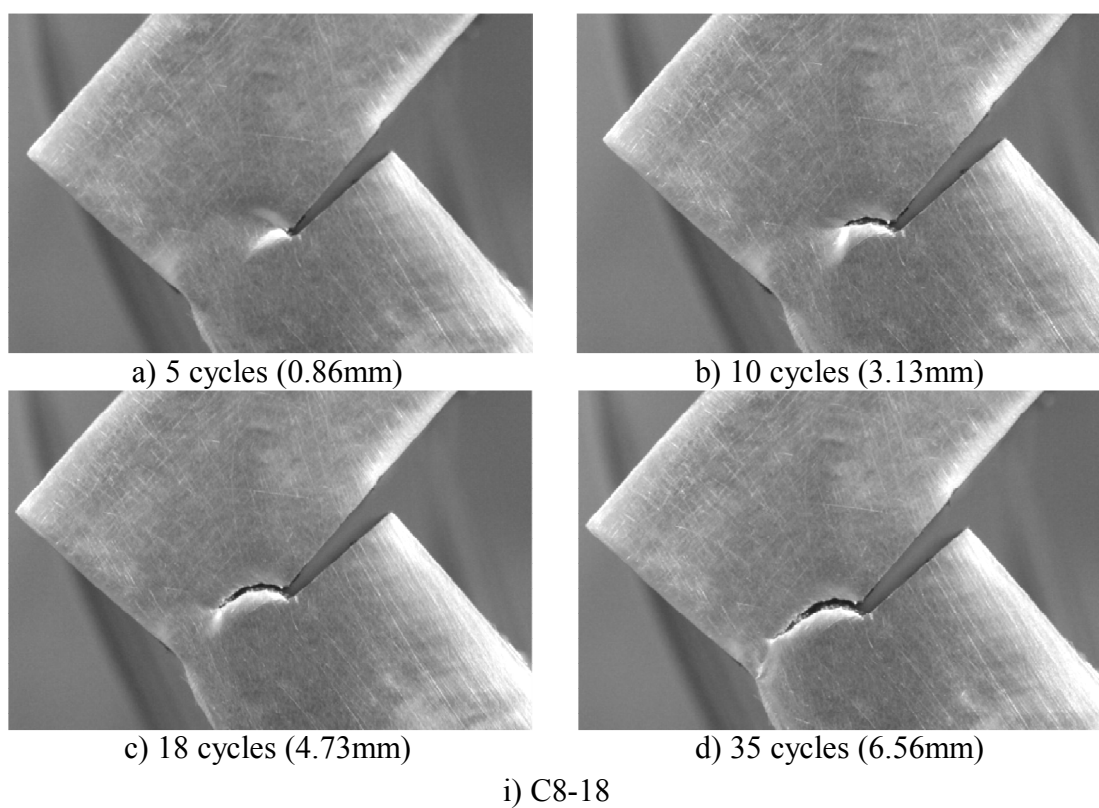 a) 5 cycles (0.86mm)
b) 10 cycles (3.13mm)
c) 18 cycles (4.73mm)
d) 35 cycles (6.56mm)
i) C8-18